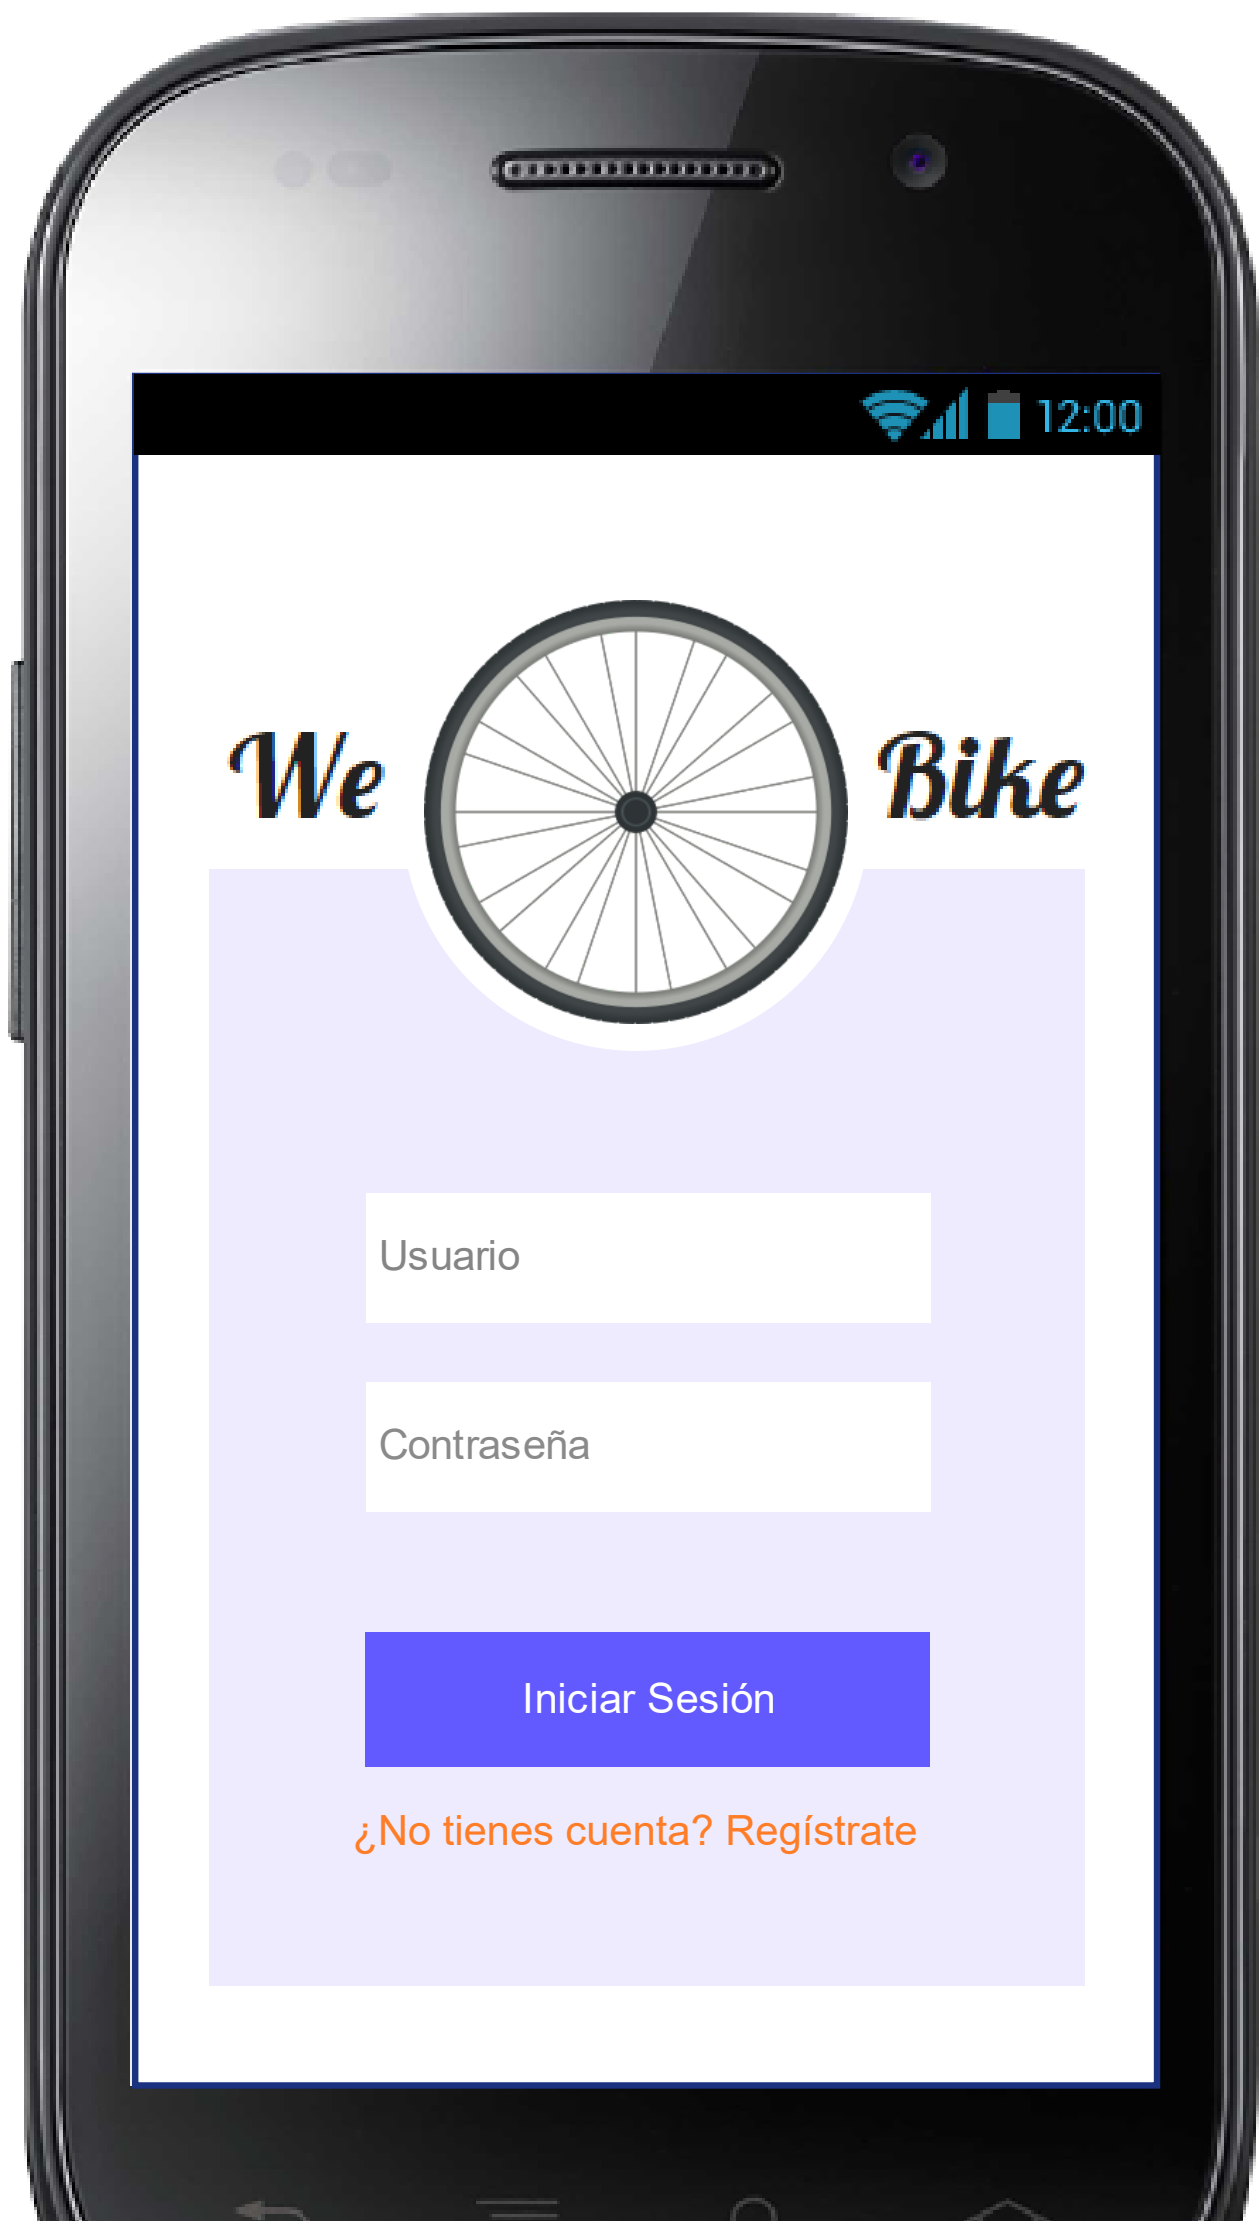 12:00
We Bike
Usuario
Contraseña
Iniciar Sesión
¿No tienes cuenta? Regístrate